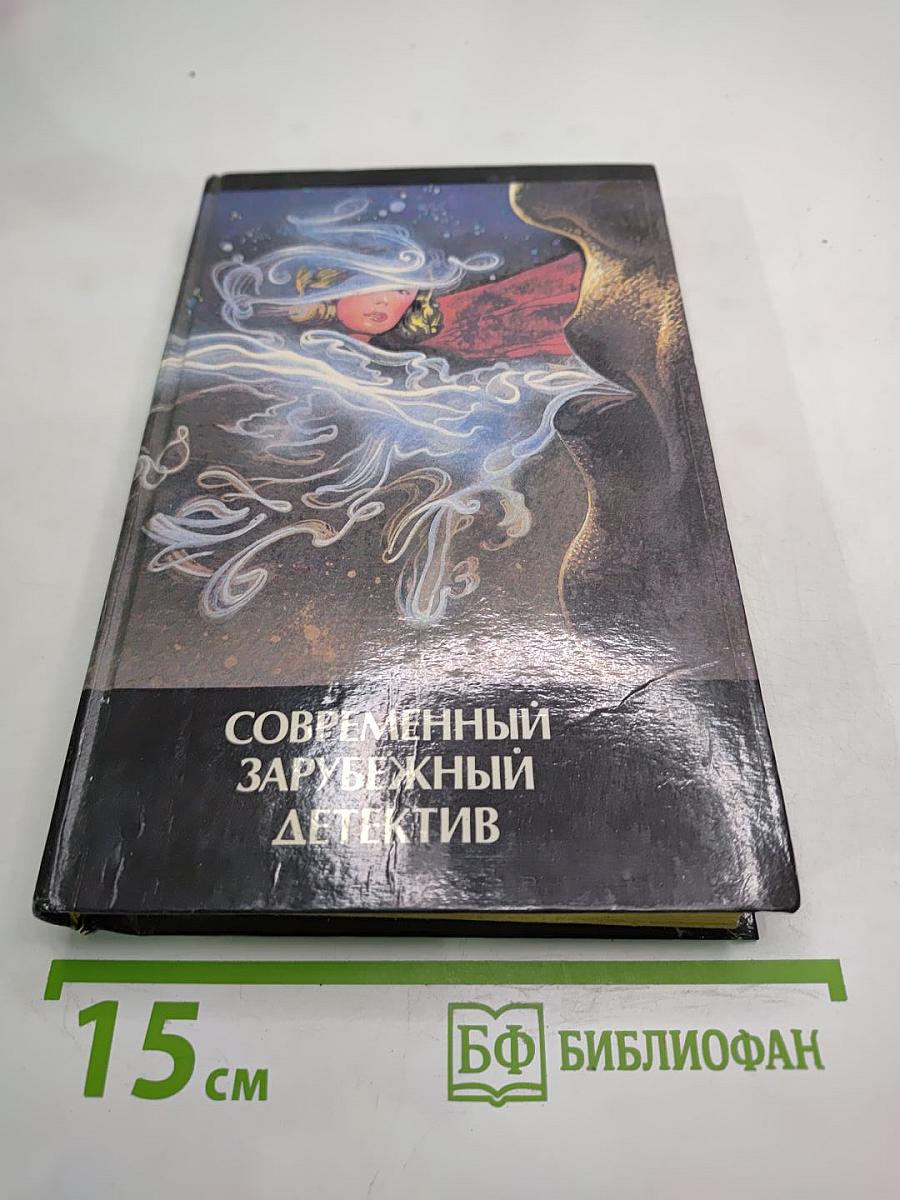 СОВРЕМЕННЫЙ
ЗАРУБЕЖНЫЙ
ДЕТЕКТИВ
15 см
БФ БИБЛИОФАН